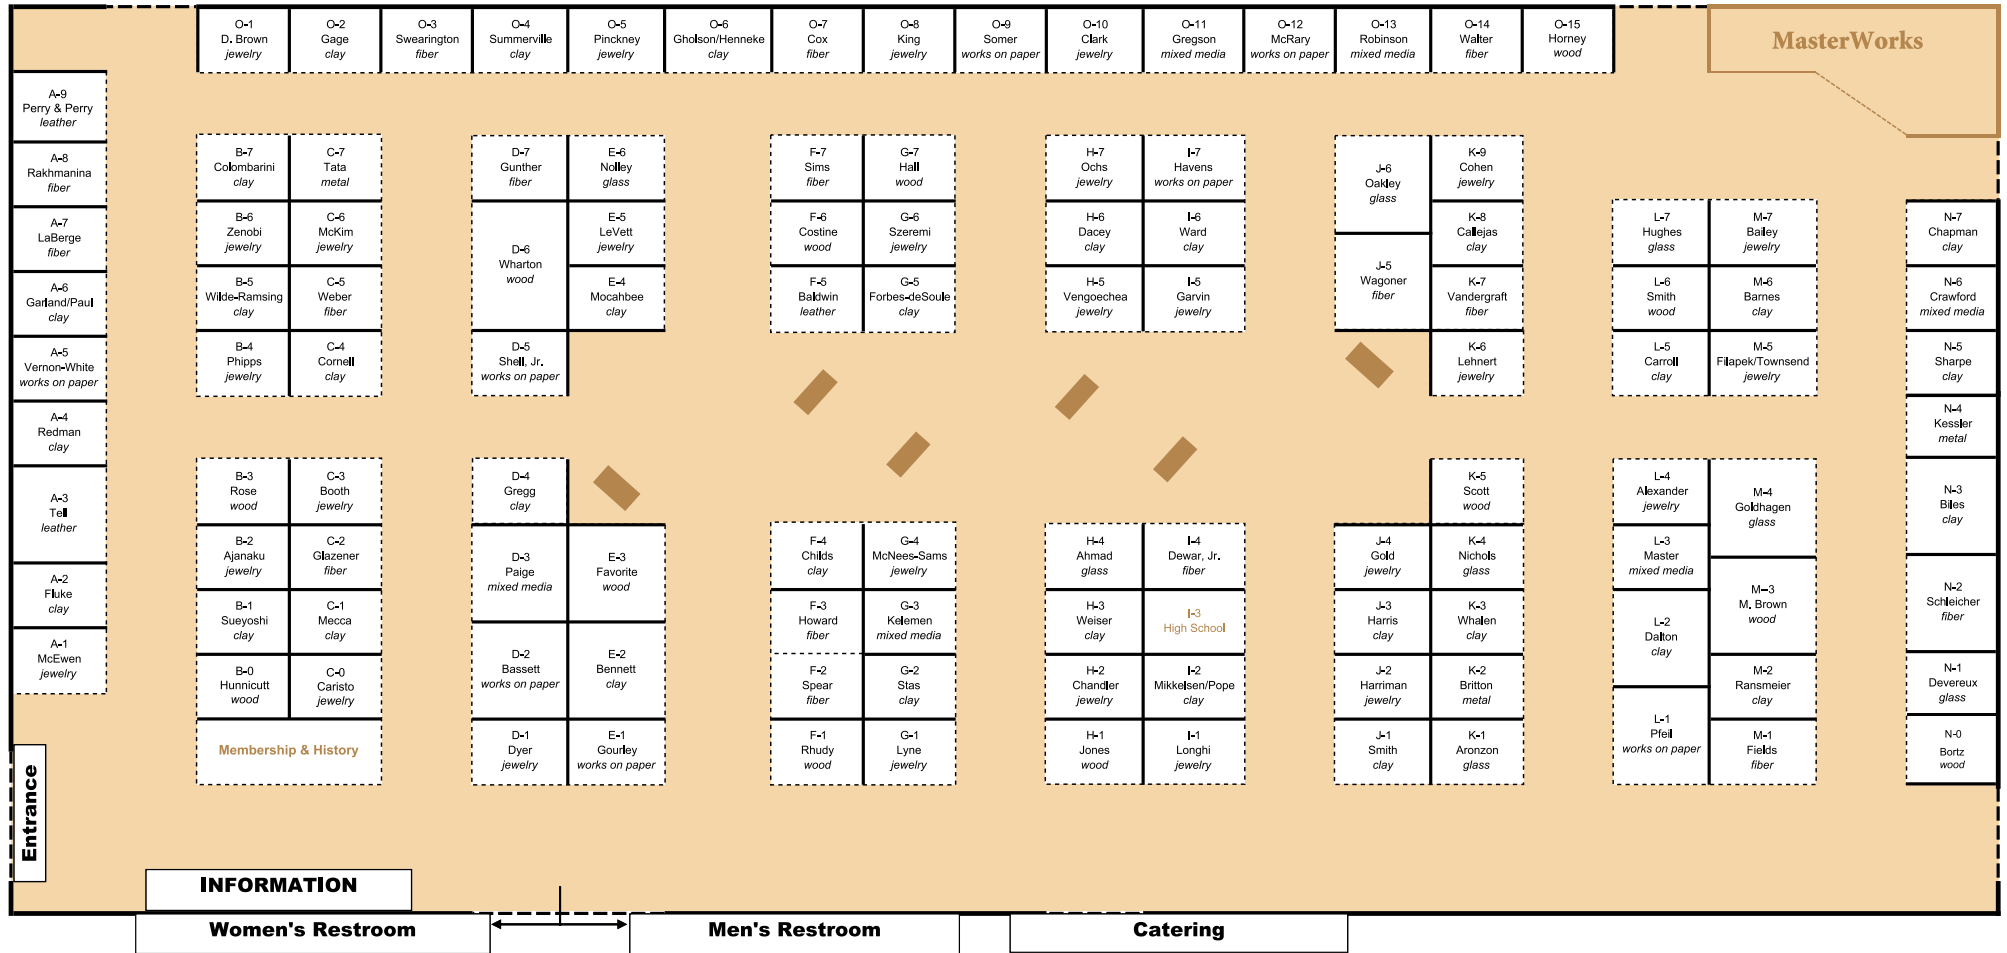 O-1
D. Brown
jewelry
O-2
Gage
clay
O-3
Swearington
fiber
O-4
Summerville
clay
O-5
Pinckney
jewelry
O-6
Gholson/Henneke
clay
O-7
Cox
fiber
O-8
King
jewelry
O-9
Somer
works on paper
O-10
Clark
jewelry
O-11
Gregson
mixed media
O-12
McRary
works on paper
O-13
Robinson
mixed media
O-14
Walter
fiber
O-15
Horney
wood
MasterWorks
A-9
Perry & Perry
leather
A-8
Rakhmanina
fiber
A-7
LaBerge
fiber
A-6
Garland/Paul
clay
A-5
Vernon-White
works on paper
A-4
Redman
clay
A-3
Tell
leather
A-2
Fluke
clay
A-1
McEwen
jewelry
B-7
Colombarini
clay
B-6
Zenobi
jewelry
B-5
Wilde-Ramsing
clay
B-4
Phipps
jewelry
C-7
Tata
metal
C-6
McKim
jewelry
C-5
Weber
fiber
C-4
Cornell
clay
B-3
Rose
wood
B-2
Ajanaku
jewelry
B-1
Sueyoshi
clay
B-0
Hunnicutt
wood
C-3
Booth
jewelry
C-2
Glazener
fiber
C-1
Mecca
clay
C-0
Caristo
jewelry
Membership & History
D-7
Gunther
fiber
D-6
Wharton
wood
D-5
Shell, Jr.
works on paper
E-6
Nolley
glass
E-5
LeVett
jewelry
E-4
Mocahbee
clay
D-4
Gregg
clay
D-3
Paige
mixed media
D-2
Bassett
works on paper
D-1
Dyer
jewelry
E-3
Favorite
wood
E-2
Bennett
clay
E-1
Gourley
works on paper
F-7
Sims
fiber
F-6
Costine
wood
F-5
Baldwin
leather
G-7
Hall
wood
G-6
Szeremi
jewelry
G-5
Forbes-deSoule
clay
F-4
Childs
clay
F-3
Howard
fiber
F-2
Spear
fiber
F-1
Rhudy
wood
G-4
McNees-Sams
jewelry
G-3
Kelemen
mixed media
G-2
Stas
clay
G-1
Lyne
jewelry
H-7
Ochs
jewelry
H-6
Dacey
clay
H-5
Vengoechea
jewelry
I-7
Havens
works on paper
I-6
Ward
clay
I-5
Garvin
jewelry
H-4
Ahmad
glass
H-3
Weiser
clay
H-2
Chandler
jewelry
H-1
Jones
wood
I-4
Dewar, Jr.
fiber
I-3
High School
I-2
Mikkelsen/Pope
clay
I-1
Longhi
jewelry
J-6
Oakley
glass
J-5
Wagoner
fiber
K-9
Cohen
jewelry
K-8
Callejas
clay
K-7
Vandergraft
fiber
K-6
Lehnert
jewelry
K-5
Scott
wood
J-4
Gold
jewelry
J-3
Harris
clay
J-2
Harriman
jewelry
J-1
Smith
clay
K-4
Nichols
glass
K-3
Whalen
clay
K-2
Britton
metal
K-1
Aronzon
glass
L-7
Hughes
glass
L-6
Smith
wood
L-5
Carroll
clay
M-7
Bailey
jewelry
M-6
Barnes
clay
M-5
Filapek/Townsend
jewelry
L-4
Alexander
jewelry
L-3
Master
mixed media
L-2
Dalton
clay
L-1
Pfeil
works on paper
M-4
Goldhagen
glass
M-3
M. Brown
wood
M-2
Ransmeier
clay
M-1
Fields
fiber
N-7
Chapman
clay
N-6
Crawford
mixed media
N-5
Sharpe
clay
N-4
Kessler
metal
N-3
Biles
clay
N-2
Schleicher
fiber
N-1
Devereux
glass
N-0
Bortz
wood
Entrance
INFORMATION
Women's Restroom
Men's Restroom
Catering